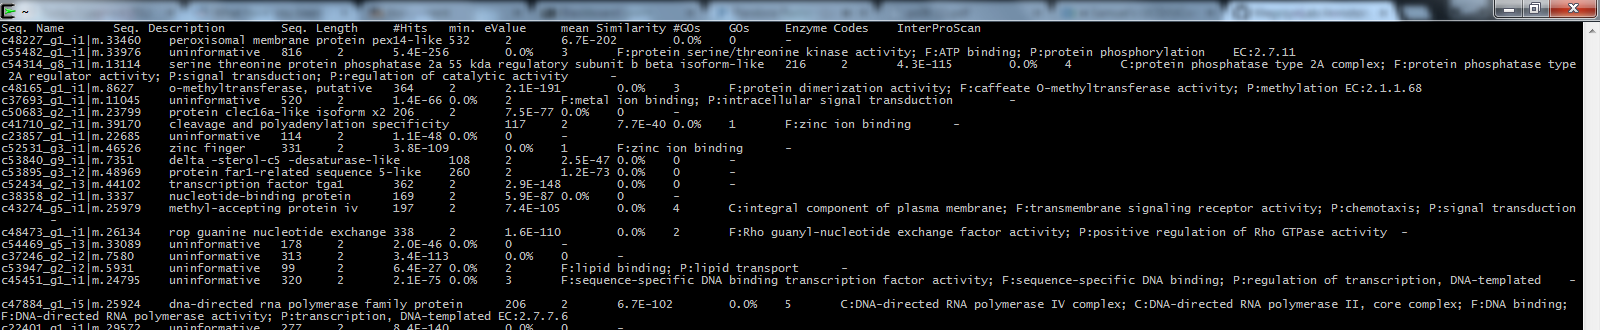 ~
Seq. Name Seq. Description Seq. Length #Hits min. eValue mean Similarity #GOs GOs Enzyme Codes InterProScan
c48227_g1_i1|m.33460 peroxisomal membrane protein pex14-like 532 2 6.7E-202 0.0% 0 -
c55482_g1_i1|m.33976 uninformative 816 2 5.4E-256 0.0% 3 F:protein serine/threonine kinase activity; F:ATP binding; P:protein phosphorylation EC:2.7.11
c54314_g8_i1|m.13114 serine threonine protein phosphatase 2a 55 kda regulatory subunit b beta isoform-like 216 2 4.3E-115 0.0% 4 C:protein phosphatase type 2A complex; F:protein phosphatase type
2A regulator activity; P:signal transduction; P:regulation of catalytic activity -
c48165_g1_i1|m.8627 o-methyltransferase, putative 364 2 2.1E-191 0.0% 3 F:protein dimerization activity; F:caffeate O-methyltransferase activity; P:methylation EC:2.1.1.68
c37693_g1_i1|m.11045 uninformative 520 2 1.4E-66 0.0% 2 F:metal ion binding; P:intracellular signal transduction -
c50683_g2_i1|m.23799 protein clec16a-like isoform x2 206 2 7.5E-77 0.0% 0 -
c41710_g2_i1|m.39170 cleavage and polyadenylation specificity 117 2 7.7E-40 0.0% 1 F:zinc ion binding -
c23857_g1_i1|m.22685 uninformative 114 2 1.1E-48 0.0% 0 -
c52531_g3_i1|m.46526 zinc finger 331 2 3.8E-109 0.0% 1 F:zinc ion binding -
c53840_g9_i1|m.7351 delta -sterol-c5 -desaturase-like 108 2 2.5E-47 0.0% 0 -
c53895_g3_i2|m.48969 protein far1-related sequence 5-like 260 2 1.2E-73 0.0% 0 -
c52434_g2_i3|m.44102 transcription factor tga1 362 2 2.9E-148 0.0% 0 -
c38358_g2_i1|m.3337 nucleotide-binding protein 169 2 5.9E-87 0.0% 0 -
c43274_g5_i1|m.25979 methyl-accepting protein iv 197 2 7.4E-105 0.0% 4 C:integral component of plasma membrane; F:transmembrane signaling receptor activity; P:chemotaxis; P:signal transduction
-
c48473_g1_i1|m.26134 rop guanine nucleotide exchange 338 2 1.6E-110 0.0% 2 F:Rho guanyl-nucleotide exchange factor activity; P:positive regulation of Rho GTPase activity -
c54469_g5_i3|m.33089 uninformative 178 2 2.0E-46 0.0% 0 -
c37246_g2_i2|m.7580 uninformative 313 2 3.4E-113 0.0% 0 -
c53947_g2_i2|m.5931 uninformative 99 2 6.4E-27 0.0% 2 F:lipid binding; P:lipid transport -
c45451_g1_i1|m.24795 uninformative 320 2 2.1E-75 0.0% 3 F:sequence-specific DNA binding transcription factor activity; F:sequence-specific DNA binding; P:regulation of transcription, DNA-templated -
c47884_g1_i5|m.25924 dna-directed rna polymerase family protein 206 2 6.7E-102 0.0% 5 C:DNA-directed RNA polymerase IV complex; C:DNA-directed RNA polymerase II, core complex; F:DNA binding;
F:DNA-directed RNA polymerase activity; P:transcription, DNA-templated EC:2.7.7.6
c22401_g1_i1|m.29572 uninformative 277 2 8.4E-140 0.0% 0 -